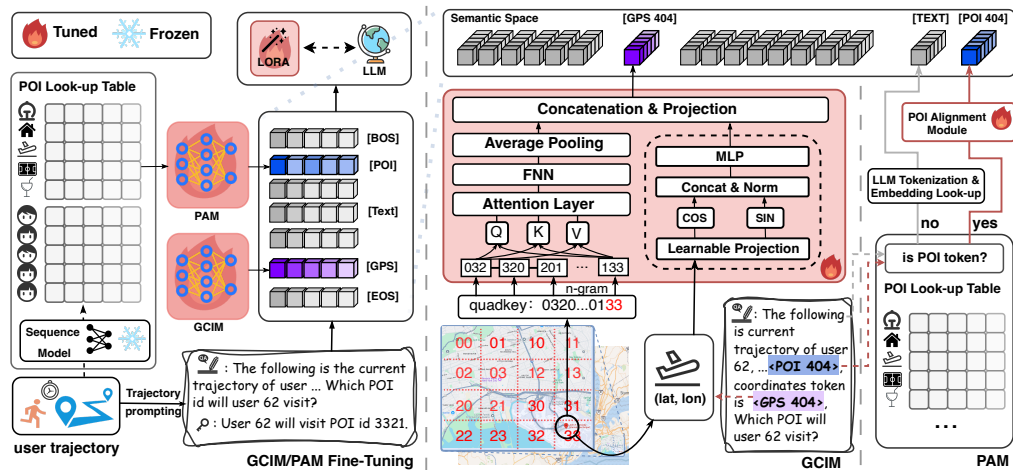 Tuned
Frozen
LORA
LLM
POI Look-up Table
PAM
GCIM
[BOS]
[POI]
[Text]
[GPS]
[EOS]
Sequence
Model
Trajectory
prompting
user trajectory
: The following is the current
trajectory of user ... Which POI
id will user 62 visit?
: User 62 will visit POI id 3321.
GCIM/PAM Fine-Tuning
Semantic Space
[GPS 404]
[TEXT]
[POI 404]
Concatenation & Projection
Average Pooling
FNN
Attention Layer
Q
K
V
032
320
201
...
133
n-gram
quadkey: 0320...0133
MLP
Concat & Norm
COS
SIN
Learnable Projection
00 01 10 11
02 03 12 13
20 21 30 31
22 23 32 33
(lat, lon)
: The following
is current
trajectory of user
62, ...<POI 404>
coordinates token
is <GPS 404>,
Which POI will
user 62 visit?
GCIM
POI Alignment
Module
LLM Tokenization &
Embedding Look-up
no
yes
is POI token?
POI Look-up Table
...
PAM